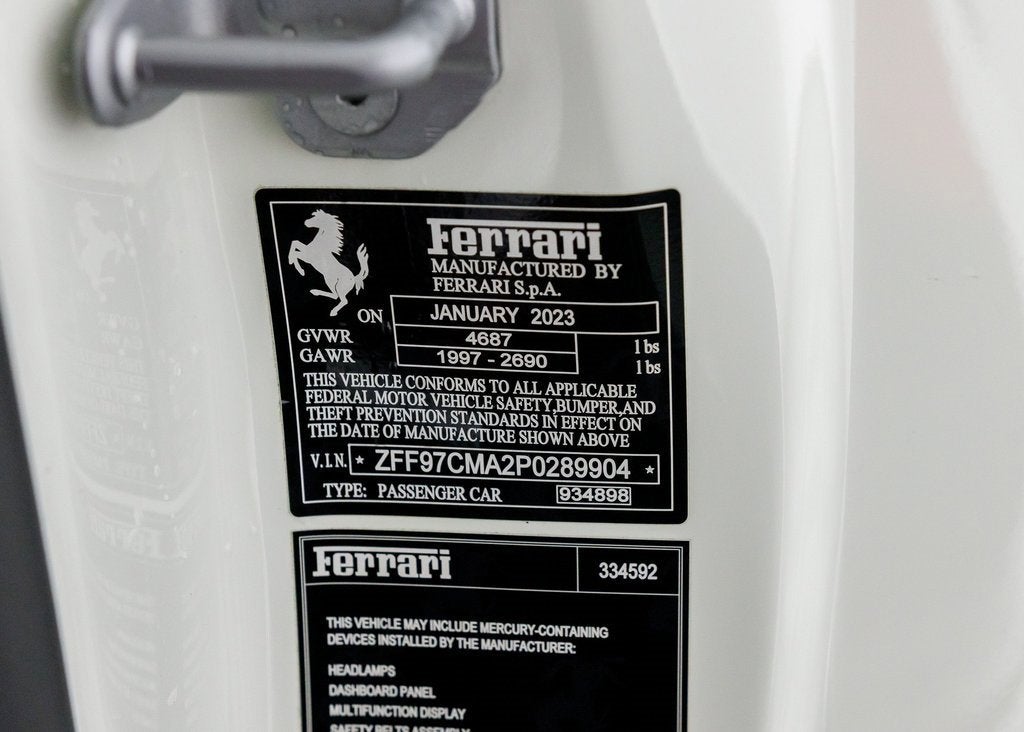 Ferrari
MANUFACTURED BY
FERRARI S.p.A.
ON JANUARY 2023
GVWR 4687 lbs
GAWR 1997 - 2690 lbs
THIS VEHICLE CONFORMS TO ALL APPLICABLE
FEDERAL MOTOR VEHICLE SAFETY,BUMPER,AND
THEFT PREVENTION STANDARDS IN EFFECT ON
THE DATE OF MANUFACTURE SHOWN ABOVE
V.I.N. * ZFF97CMA2P0289904 *
TYPE: PASSENGER CAR 934898
Ferrari 334592
THIS VEHICLE MAY INCLUDE MERCURY-CONTAINING
DEVICES INSTALLED BY THE MANUFACTURER:
HEADLAMPS
DASHBOARD PANEL
MULTIFUNCTION DISPLAY
SAFETY BELTS ASSEMBLY